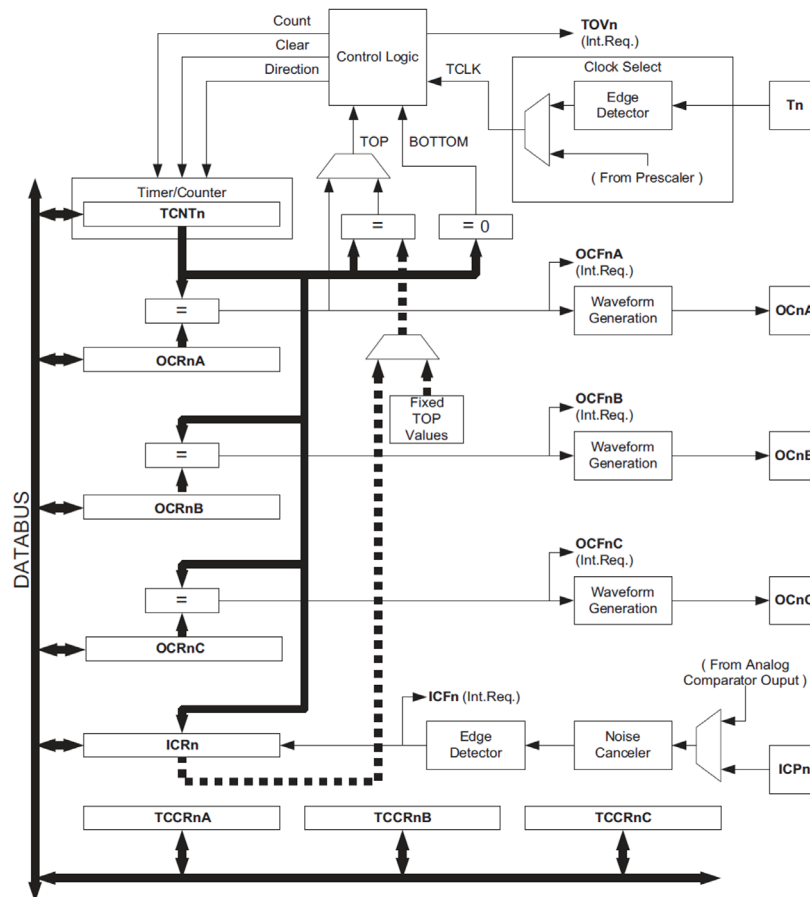 Count
Clear
Direction
Control Logic
TOVn
(Int.Req.)
TCLK
Clock Select
Edge
Detector
Tn
( From Prescaler )
TOP
BOTTOM
Timer/Counter
TCNTn
=
= 0
=
OCRnA
OCFnA
(Int.Req.)
Waveform
Generation
OCnA
Fixed
TOP
Values
=
OCRnB
OCFnB
(Int.Req.)
Waveform
Generation
OCnB
DATABUS
=
OCRnC
OCFnC
(Int.Req.)
Waveform
Generation
OCnC
( From Analog
Comparator Ouput )
ICFn (Int.Req.)
ICRn
Edge
Detector
Noise
Canceler
ICPn
TCCRnA
TCCRnB
TCCRnC